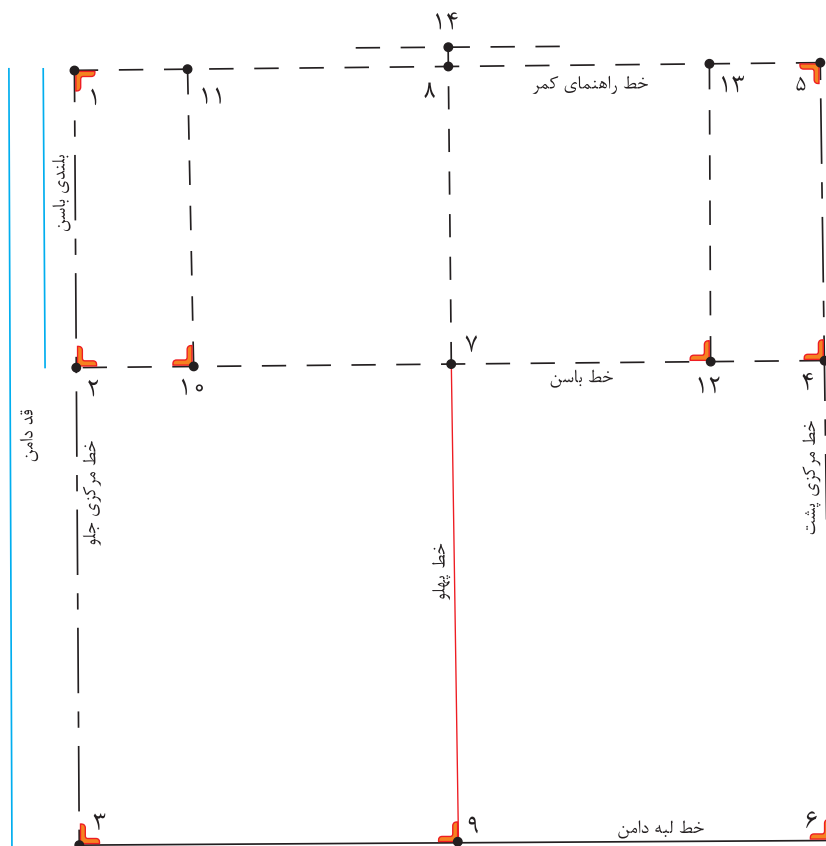 ۱۴
۱
۱۱
۸
خط راهنمای کمر
۱۳
۵
بلندی باسن
۲
۱۰
۷
خط باسن
۱۲
۴
قد دامن
خط مرکزی جلو
خط پهلو
خط مرکزی پشت
۳
۹
خط لبه دامن
۶